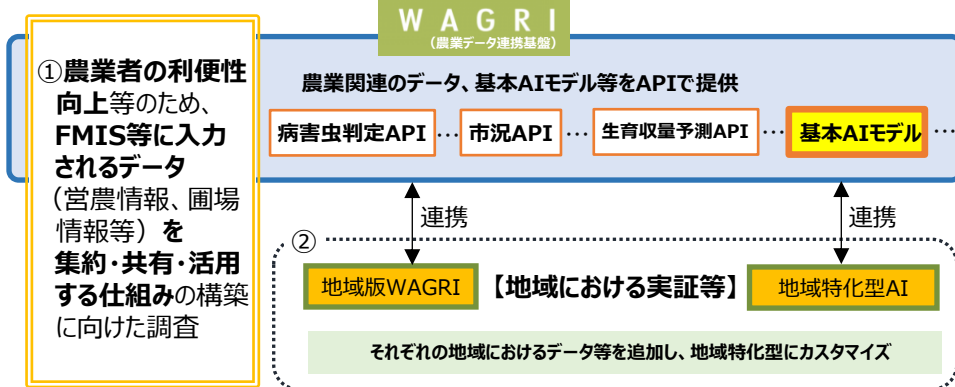 WAGRI
（農業データ連携基盤）
①農業者の利便性
向上等のため、
FMIS等に入力
されるデータ
（営農情報、圃場
情報等）を
集約・共有・活用
する仕組みの構築
に向けた調査
農業関連のデータ、基本AIモデル等をAPIで提供
病害虫判定API … 市況API … 生育収量予測API … 基本AIモデル …
連携 連携
②
地域版WAGRI 【地域における実証等】 地域特化型AI
それぞれの地域におけるデータ等を追加し、地域特化型にカスタマイズ